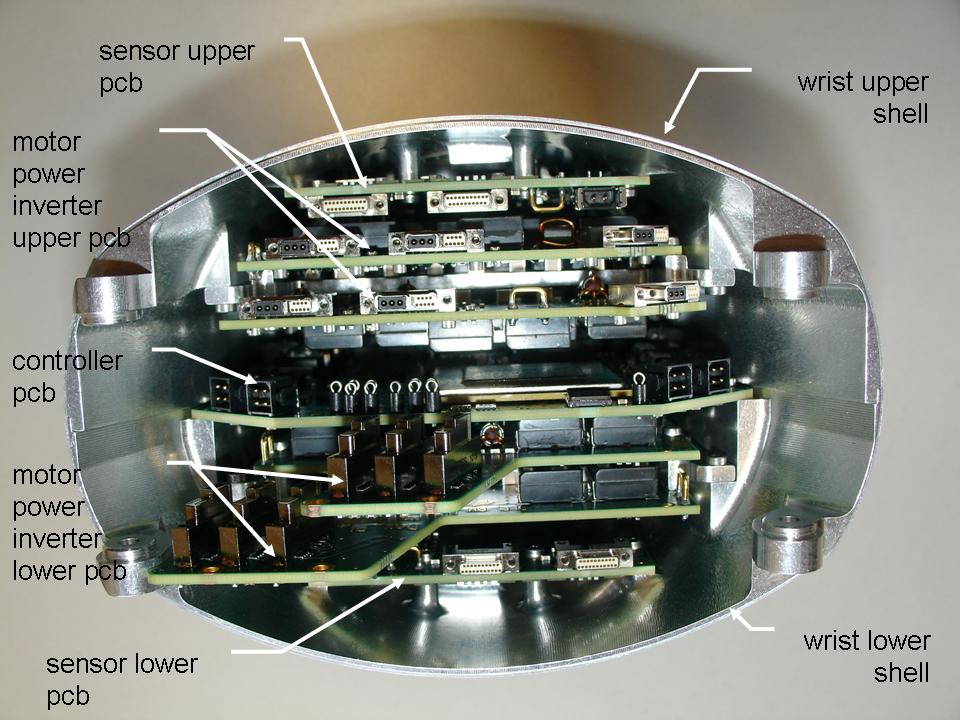 sensor upper
pcb
wrist upper
shell
motor
power
inverter
upper pcb
controller
pcb
motor
power
inverter
lower pcb
sensor lower
pcb
wrist lower
shell